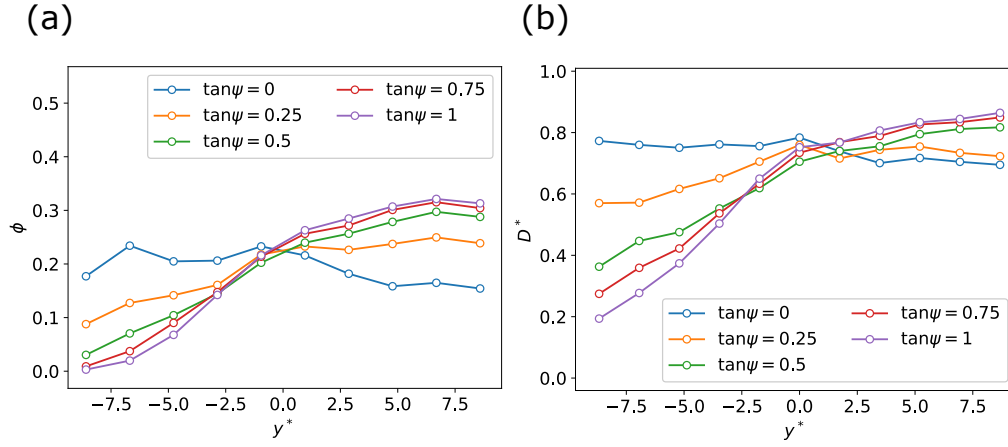 (a)
(b)
0.5
0.4
0.3
0.2
0.1
0.0
ϕ
tanψ = 0
tanψ = 0.25
tanψ = 0.5
tanψ = 0.75
tanψ = 1
−7.5 −5.0 −2.5 0.0 2.5 5.0 7.5
y*
1.0
0.8
0.6
0.4
0.2
0.0
D*
tanψ = 0
tanψ = 0.25
tanψ = 0.5
tanψ = 0.75
tanψ = 1
−7.5 −5.0 −2.5 0.0 2.5 5.0 7.5
y*